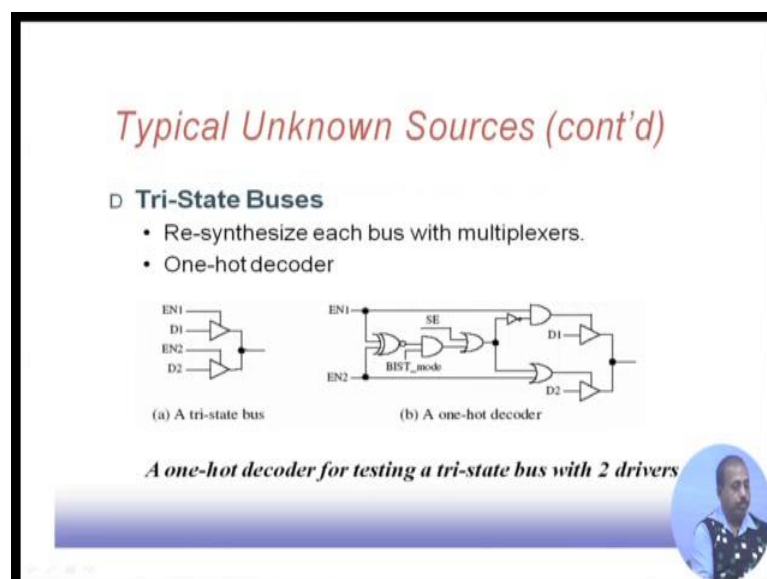 Typical Unknown Sources (cont'd)
D Tri-State Buses
• Re-synthesize each bus with multiplexers.
• One-hot decoder
EN1
D1
EN2
D2
(a) A tri-state bus
EN1
SE
BIST_mode
EN2
D1
D2
(b) A one-hot decoder
A one-hot decoder for testing a tri-state bus with 2 drivers